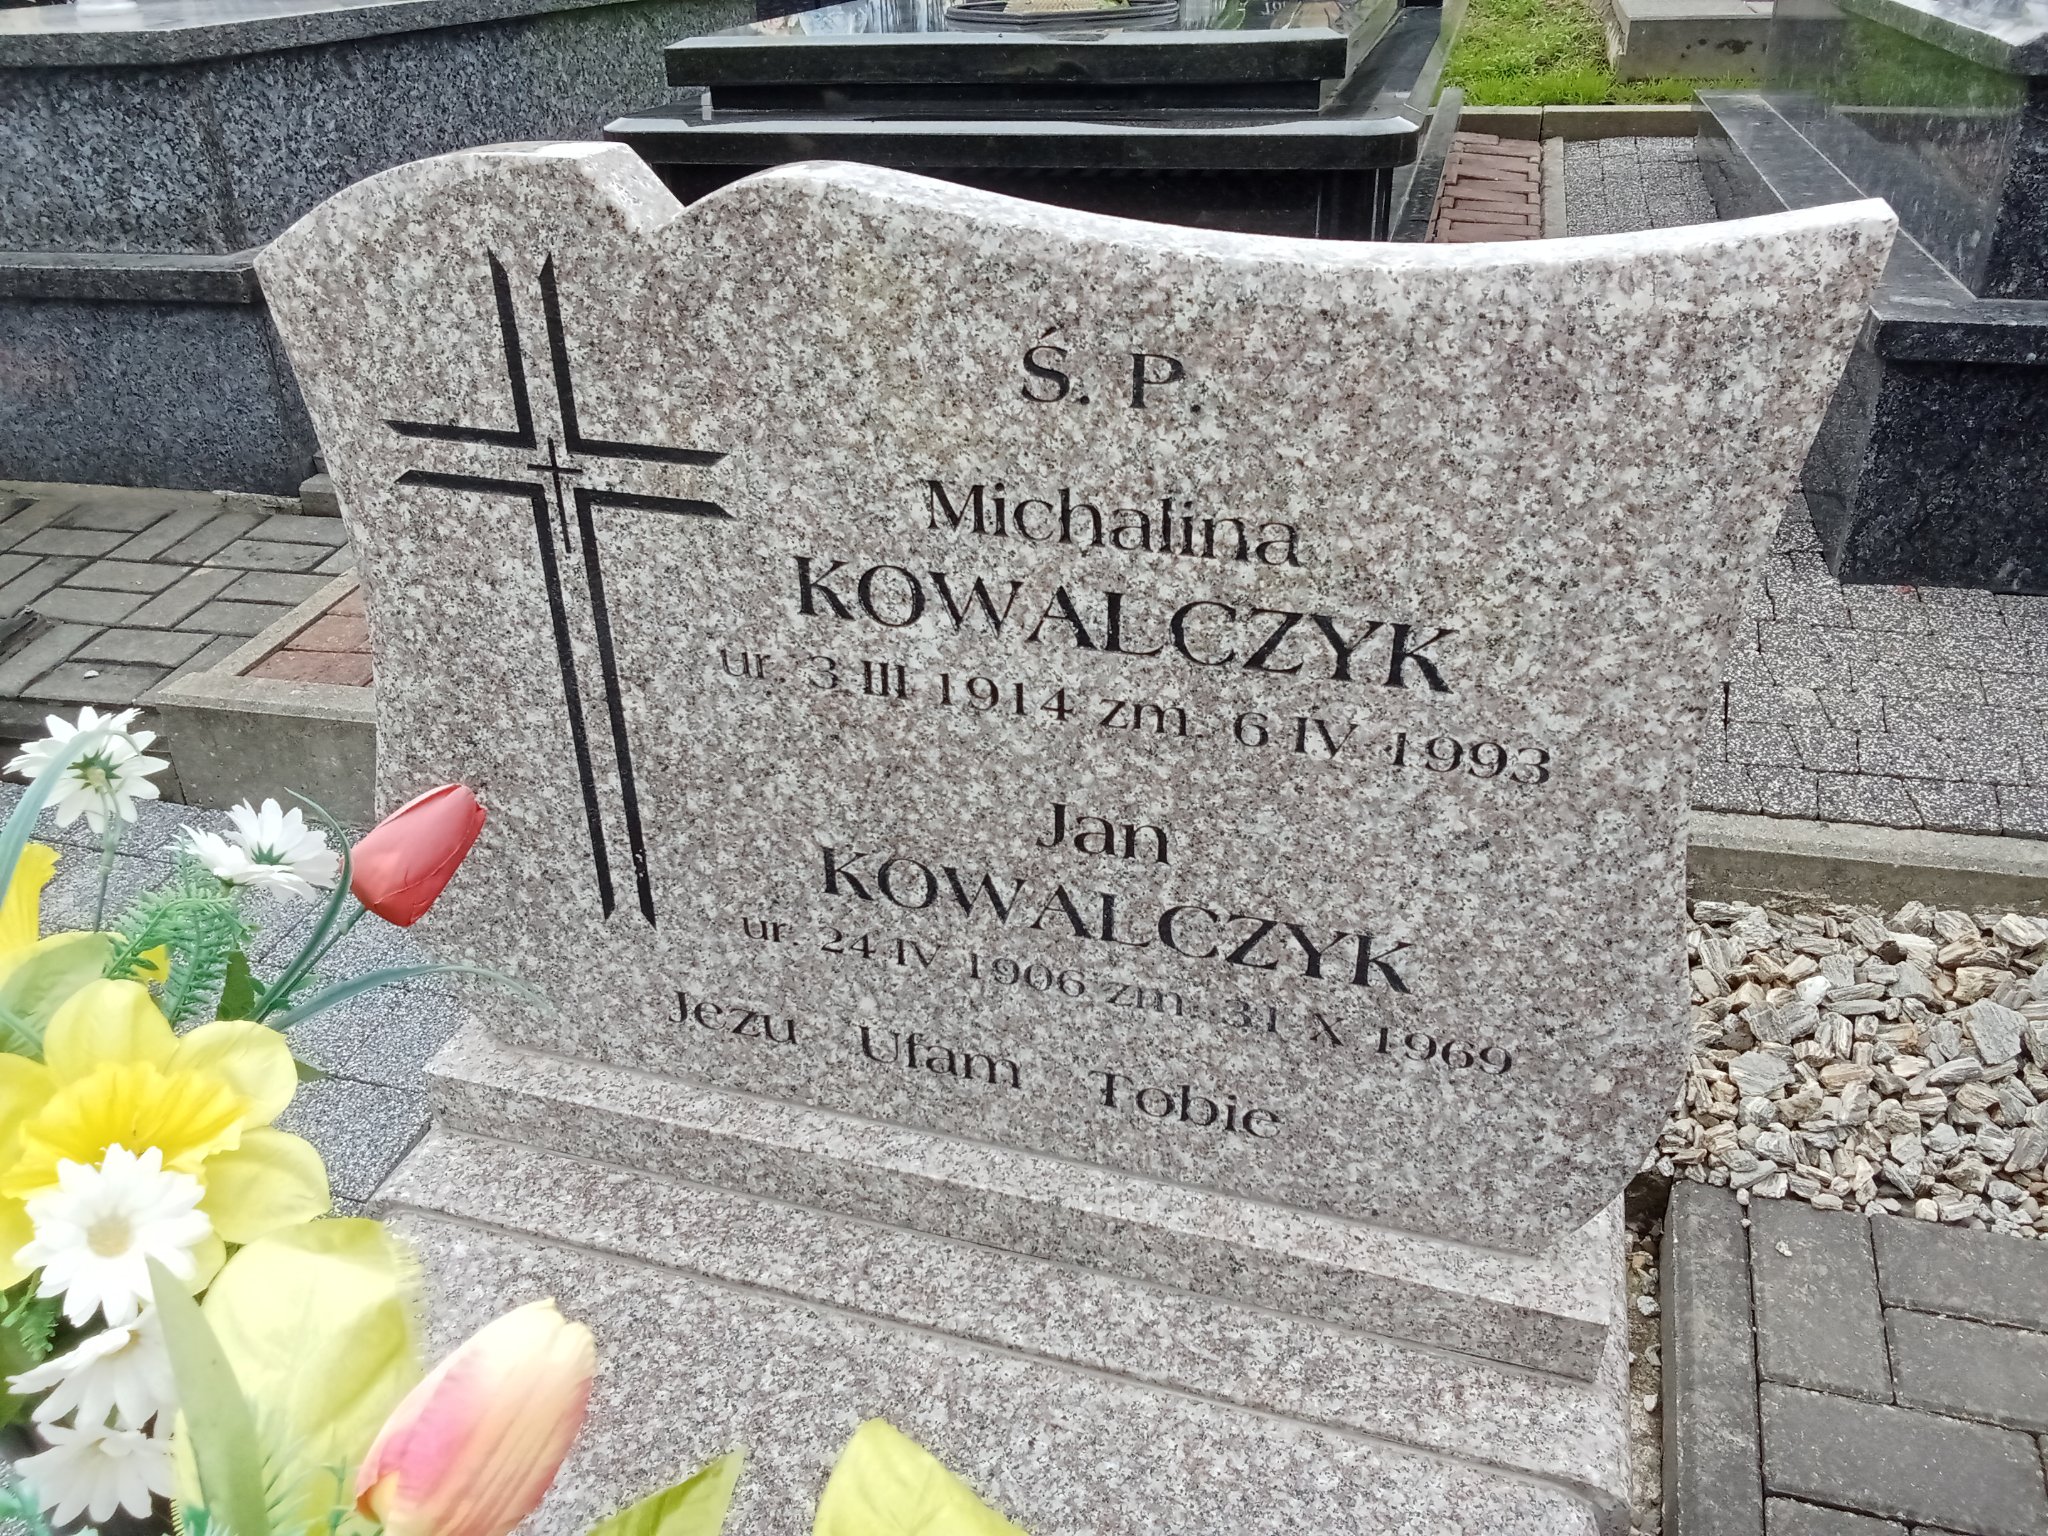 Ś. P.
Michalina
KOWALCZYK
ur. 3 III 1914 zm. 6 IV 1993
Jan
KOWALCZYK
ur. 24 IV 1906 zm. 31 X 1969
Jezu Ufam Tobie